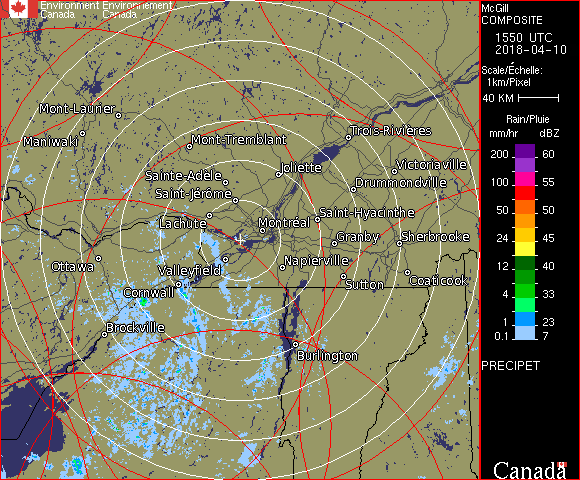 Environment Environnement
Canada Canada
McGill
COMPOSITE
1550 UTC
2018-04-10
Scale/Échelle:
1km/Pixel
40 KM
Rain/Pluie
mm/hr dBZ
200 60
100 55
50 50
24 45
12 40
4 33
1 23
0.1 7
PRECIPET
Canada
Mont-Laurier
Maniwaki
Mont-Tremblant
Trois-Rivières
Sainte-Adèle
Joliette
Victoriaville
Saint-Jérôme
Drummondville
Lachute
Montréal
Saint-Hyacinthe
Granby
Sherbrooke
Ottawa
Valleyfield
Napierville
Sutton
Coaticook
Cornwall
Brockville
Burlington